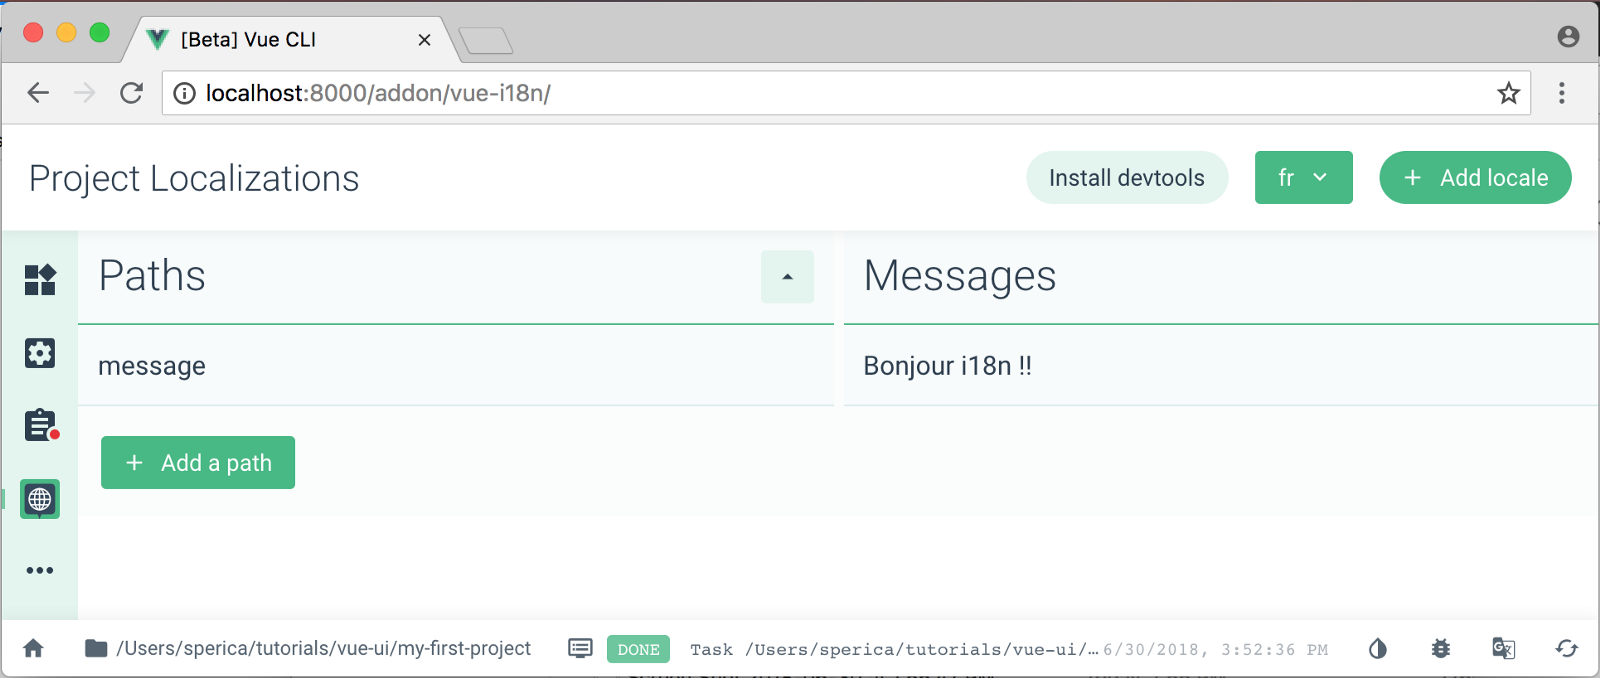 [Beta] Vue CLI
localhost:8000/addon/vue-i18n/
Project Localizations
Install devtools
fr
+ Add locale
Paths
Messages
message
Bonjour i18n !!
+ Add a path
/Users/sperica/tutorials/vue-ui/my-first-project
DONE
Task /Users/sperica/tutorials/vue-ui/…
6/30/2018, 3:52:36 PM